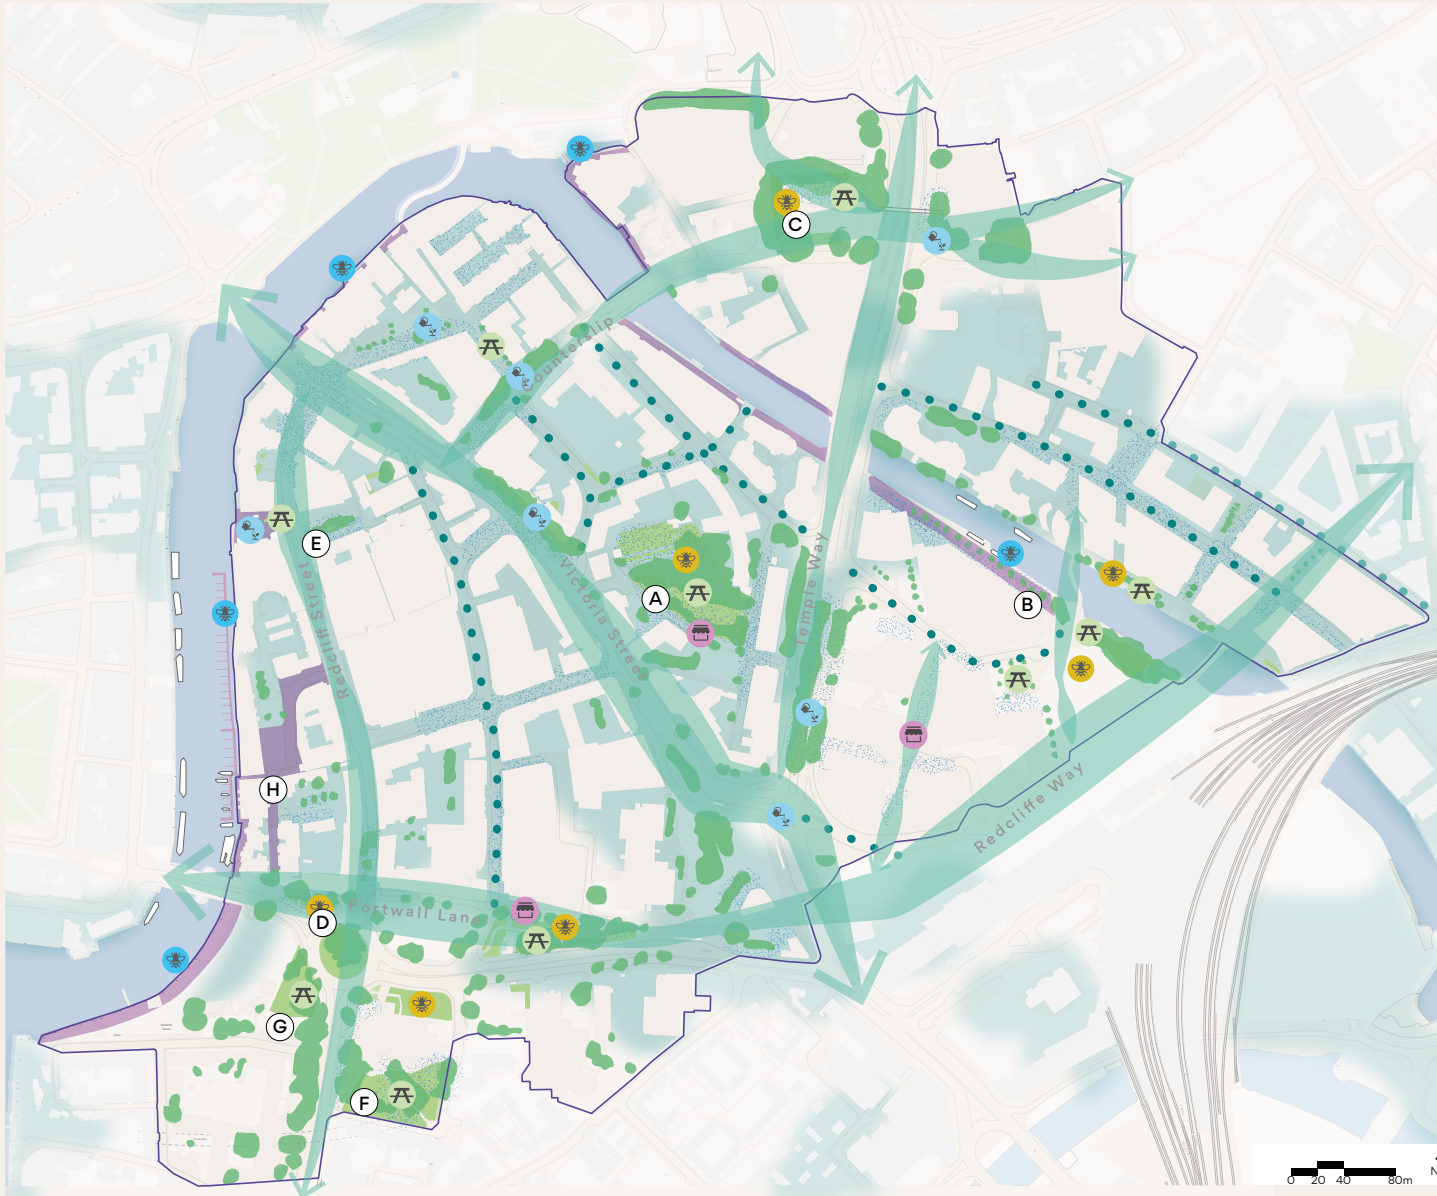 C
Counterslip
E
Redcliff Street
Victoria Street
A
Temple Way
B
H
Redcliffe Way
D
Portwall Lane
G
F
0 20 40 80m
N